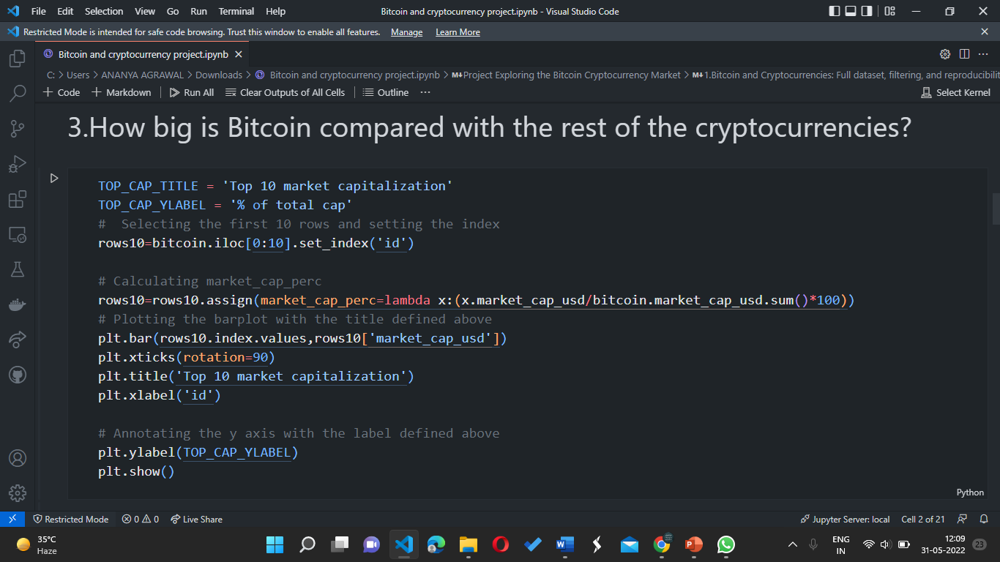 File Edit Selection View Go Run Terminal Help
Bitcoin and cryptocurrency project.ipynb - Visual Studio Code
Restricted Mode is intended for safe code browsing. Trust this window to enable all features. Manage Learn More
Bitcoin and cryptocurrency project.ipynb
C: > Users > ANANYA AGRAWAL > Downloads > Bitcoin and cryptocurrency project.ipynb > M↓Project Exploring the Bitcoin Cryptocurrency Market > M↓1.Bitcoin and Cryptocurrencies: Full dataset, filtering, and reproducibilit
+ Code + Markdown Run All Clear Outputs of All Cells Outline ... Select Kernel
3.How big is Bitcoin compared with the rest of the cryptocurrencies?
TOP_CAP_TITLE = 'Top 10 market capitalization'
TOP_CAP_YLABEL = '% of total cap'
#  Selecting the first 10 rows and setting the index
rows10=bitcoin.iloc[0:10].set_index('id')
# Calculating market_cap_perc
rows10=rows10.assign(market_cap_perc=lambda x:(x.market_cap_usd/bitcoin.market_cap_usd.sum()*100))
# Plotting the barplot with the title defined above
plt.bar(rows10.index.values,rows10['market_cap_usd'])
plt.xticks(rotation=90)
plt.title('Top 10 market capitalization')
plt.xlabel('id')
# Annotating the y axis with the label defined above
plt.ylabel(TOP_CAP_YLABEL)
plt.show()
Python
Restricted Mode 0 0 Live Share Jupyter Server: local Cell 2 of 21
35°C
Haze
ENG
IN
12:09
31-05-2022
23